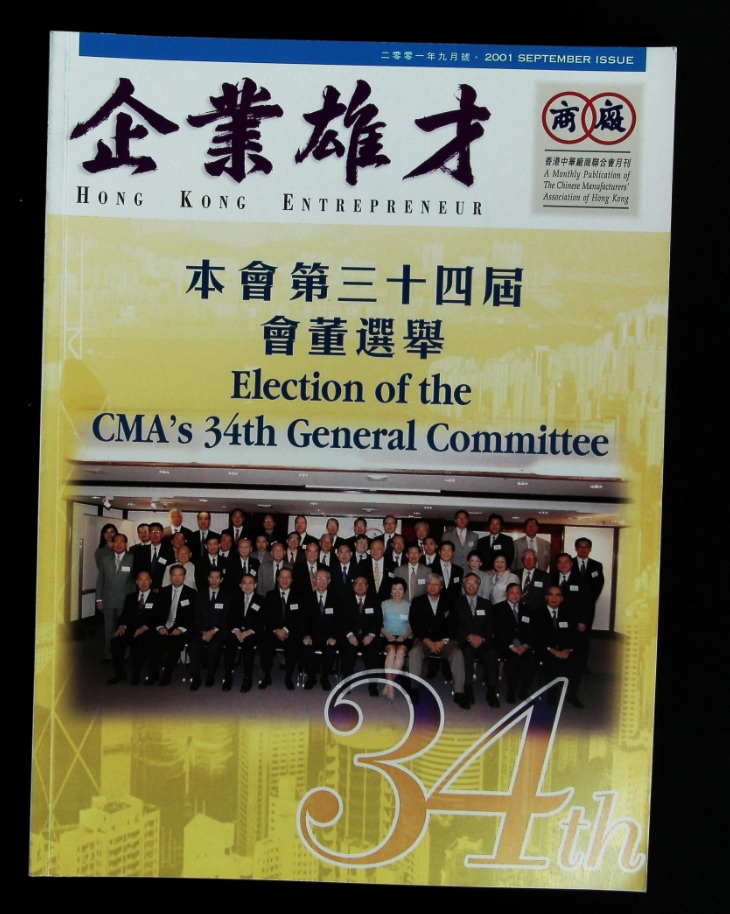 二零零一年九月號 · 2001 SEPTEMBER ISSUE
企業雄才
HONG KONG ENTREPRENEUR
商 廠
香港中華廠商聯合會月刊
A Monthly Publication of
The Chinese Manufacturers'
Association of Hong Kong
本會第三十四屆
會董選舉
Election of the
CMA's 34th General Committee
34th